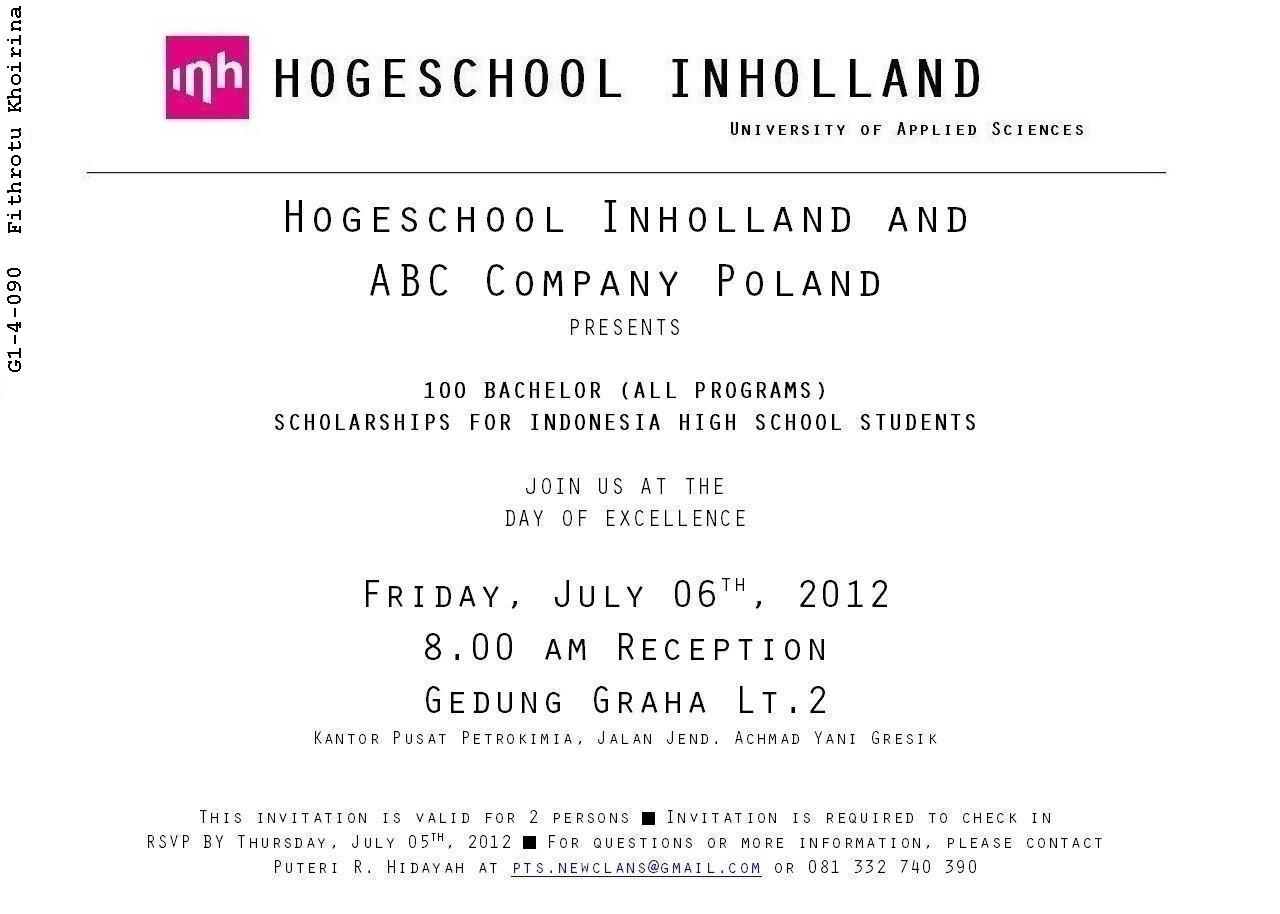 G1-4-090 Fithrotu Khoirina
inh
HOGESCHOOL INHOLLAND
UNIVERSITY OF APPLIED SCIENCES
HOGESCHOOL INHOLLAND AND
ABC COMPANY POLAND
PRESENTS
100 BACHELOR (ALL PROGRAMS)
SCHOLARSHIPS FOR INDONESIA HIGH SCHOOL STUDENTS
JOIN US AT THE
DAY OF EXCELLENCE
FRIDAY, JULY 06TH, 2012
8.00 AM RECEPTION
GEDUNG GRAHA LT.2
KANTOR PUSAT PETROKIMIA, JALAN JEND. ACHMAD YANI GRESIK
THIS INVITATION IS VALID FOR 2 PERSONS ■ INVITATION IS REQUIRED TO CHECK IN
RSVP BY THURSDAY, JULY 05TH, 2012 ■ FOR QUESTIONS OR MORE INFORMATION, PLEASE CONTACT
PUTERI R. HIDAYAH AT PTS.NEWCLANS@GMAIL.COM OR 081 332 740 390